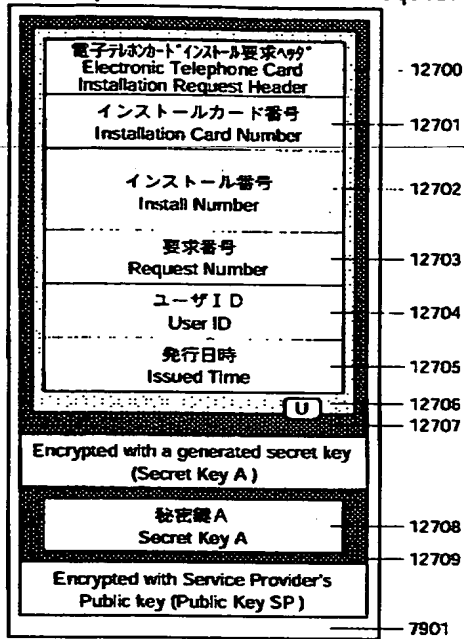 電子テレホンカードインストール要求ヘッダ
Electronic Telephone Card
Installation Request Header
12700
インストールカード番号
Installation Card Number
12701
インストール番号
Install Number
12702
要求番号
Request Number
12703
ユーザID
User ID
12704
発行日時
Issued Time
12705
U
12706
12707
Encrypted with a generated secret key
(Secret Key A )
秘密鍵A
Secret Key A
12708
12709
Encrypted with Service Provider's
Public key (Public Key SP )
7901